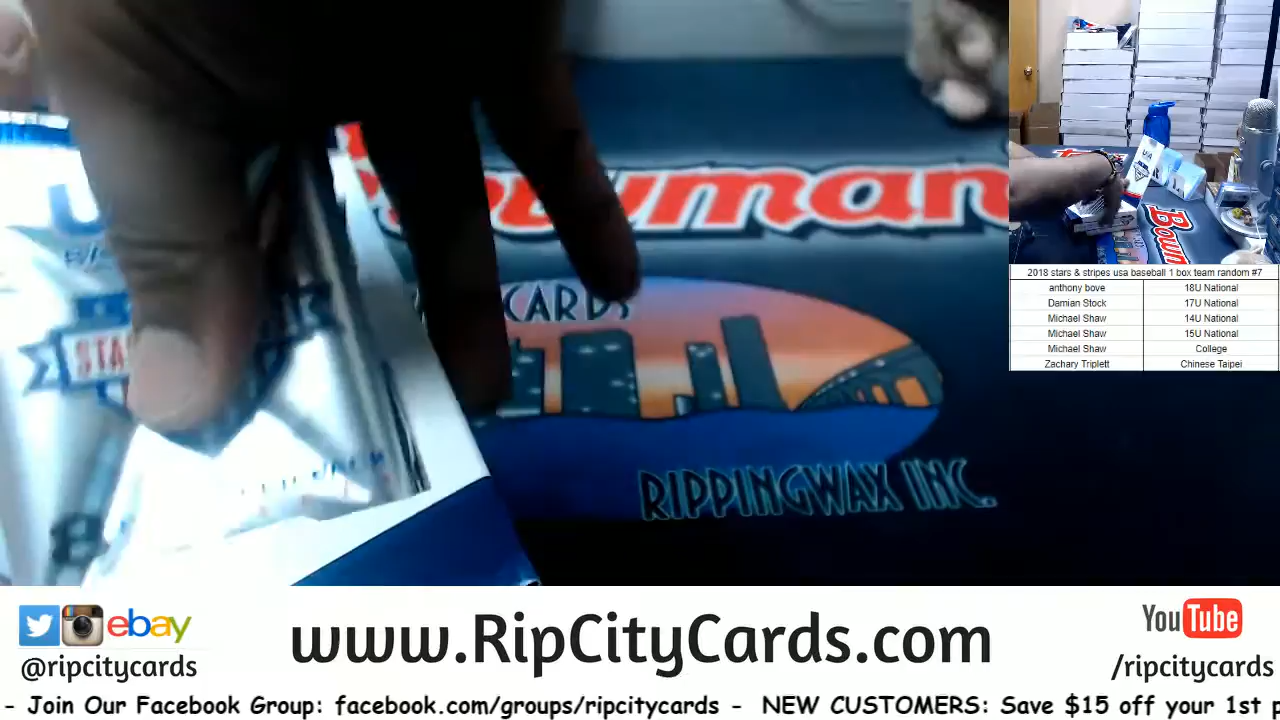 Bowman
CARDS
RIPPINGWAX INC.
STA
USA
2018 stars & stripes usa baseball 1 box team random #7
anthony bove 18U National
Damian Stock 17U National
Michael Shaw 14U National
Michael Shaw 15U National
Michael Shaw College
Zachary Triplett Chinese Taipei
ebay
@ripcitycards
www.RipCityCards.com
YouTube
/ripcitycards
- Join Our Facebook Group: facebook.com/groups/ripcitycards - NEW CUSTOMERS: Save $15 off your 1st p